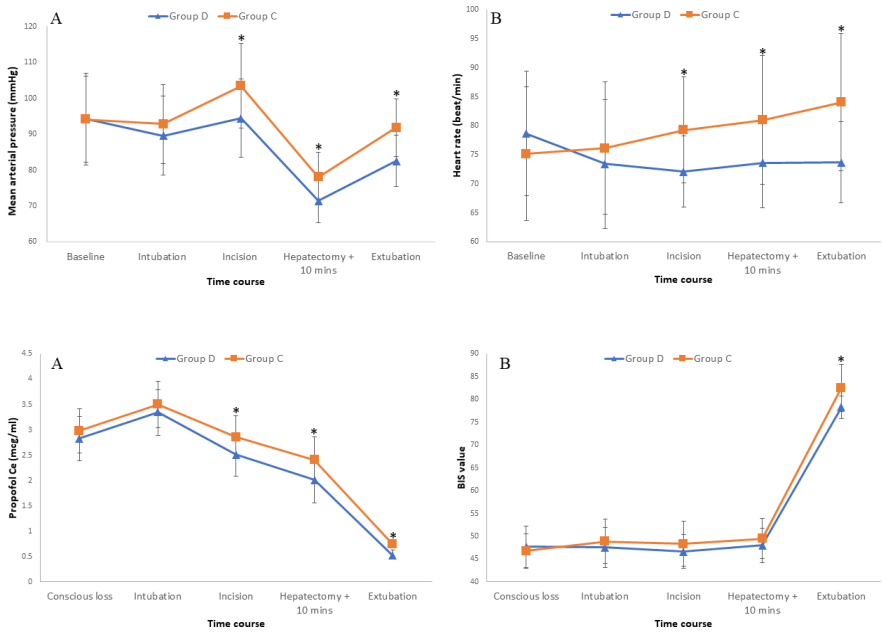 A
Group D
Group C
Mean arterial pressure (mmHg)
120
110
100
90
80
70
60
*
*
*
Baseline
Intubation
Incision
Hepatectomy +
10 mins
Extubation
Time course
B
Group D
Group C
Heart rate (beat/min)
100
95
90
85
80
75
70
65
60
*
*
*
Baseline
Intubation
Incision
Hepatectomy +
10 mins
Extubation
Time course
A
Group D
Group C
Propofol Ce (mcg/ml)
4.5
4
3.5
3
2.5
2
1.5
1
0.5
0
*
*
*
Conscious loss
Intubation
Incision
Hepatectomy +
10 mins
Extubation
Time course
B
Group D
Group C
BIS value
90
85
80
75
70
65
60
55
50
45
40
*
Conscious loss
Intubation
Incision
Hepatectomy
+ 10 mins
Extubation
Time course